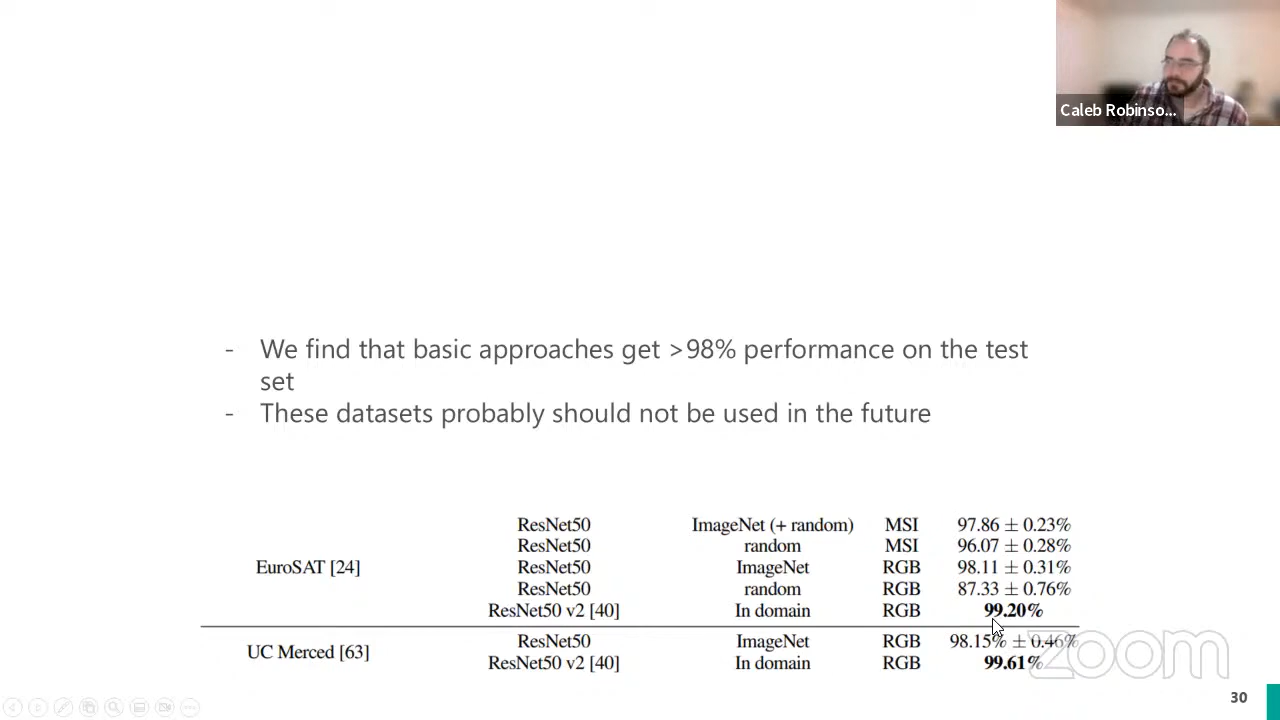 Caleb Robinso...
- We find that basic approaches get >98% performance on the test
set
- These datasets probably should not be used in the future
ResNet50 ImageNet (+ random) MSI 97.86 ± 0.23%
ResNet50 random MSI 96.07 ± 0.28%
EuroSAT [24] ResNet50 ImageNet RGB 98.11 ± 0.31%
ResNet50 random RGB 87.33 ± 0.76%
ResNet50 v2 [40] In domain RGB 99.20%
UC Merced [63] ResNet50 ImageNet RGB 98.15% ± 0.46%
ResNet50 v2 [40] In domain RGB 99.61%
zoom
30